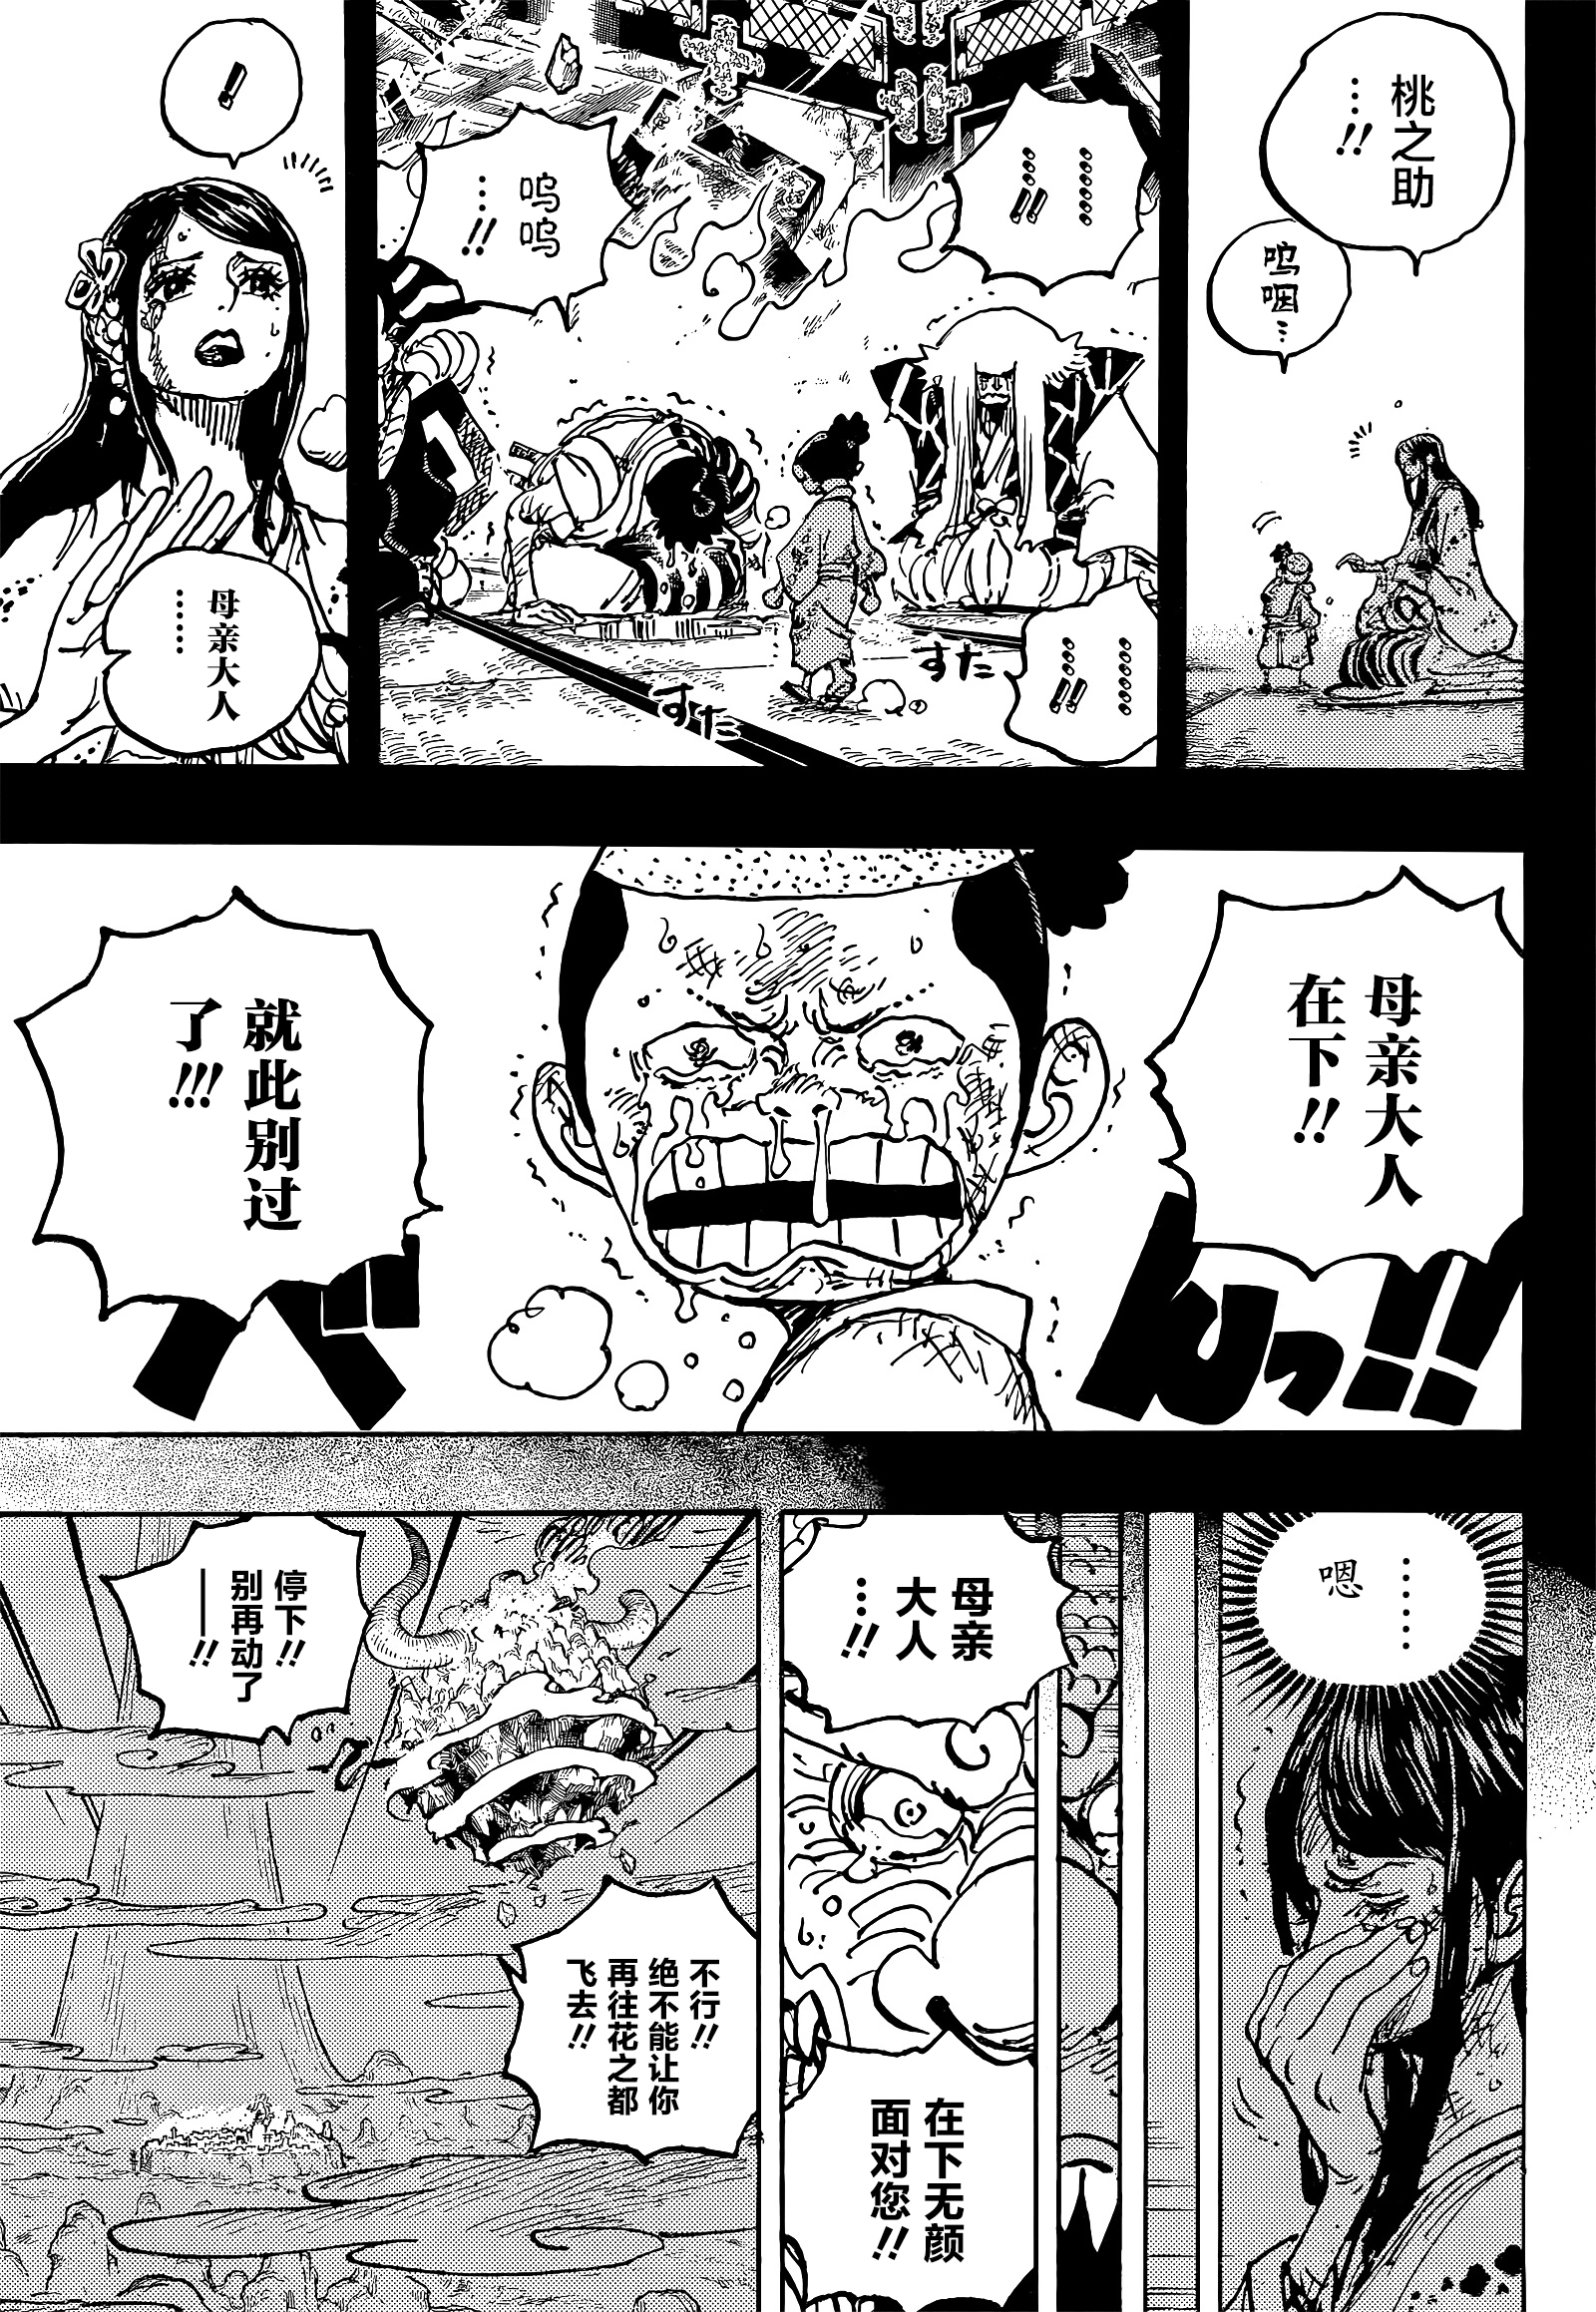 桃之助
…!!
呜咽…
……
!!
呜呜
…!!
……
!!
すた
すた
!
母亲大人
……
母亲大人
在下!!
就此别过
了!!!
バ
んっ!!
……
嗯
母亲
大人
…!!
在下无颜
面对您!!
停下!!
别再动了
——!!
不行!!
绝不能让你
再往花之都
飞去!!